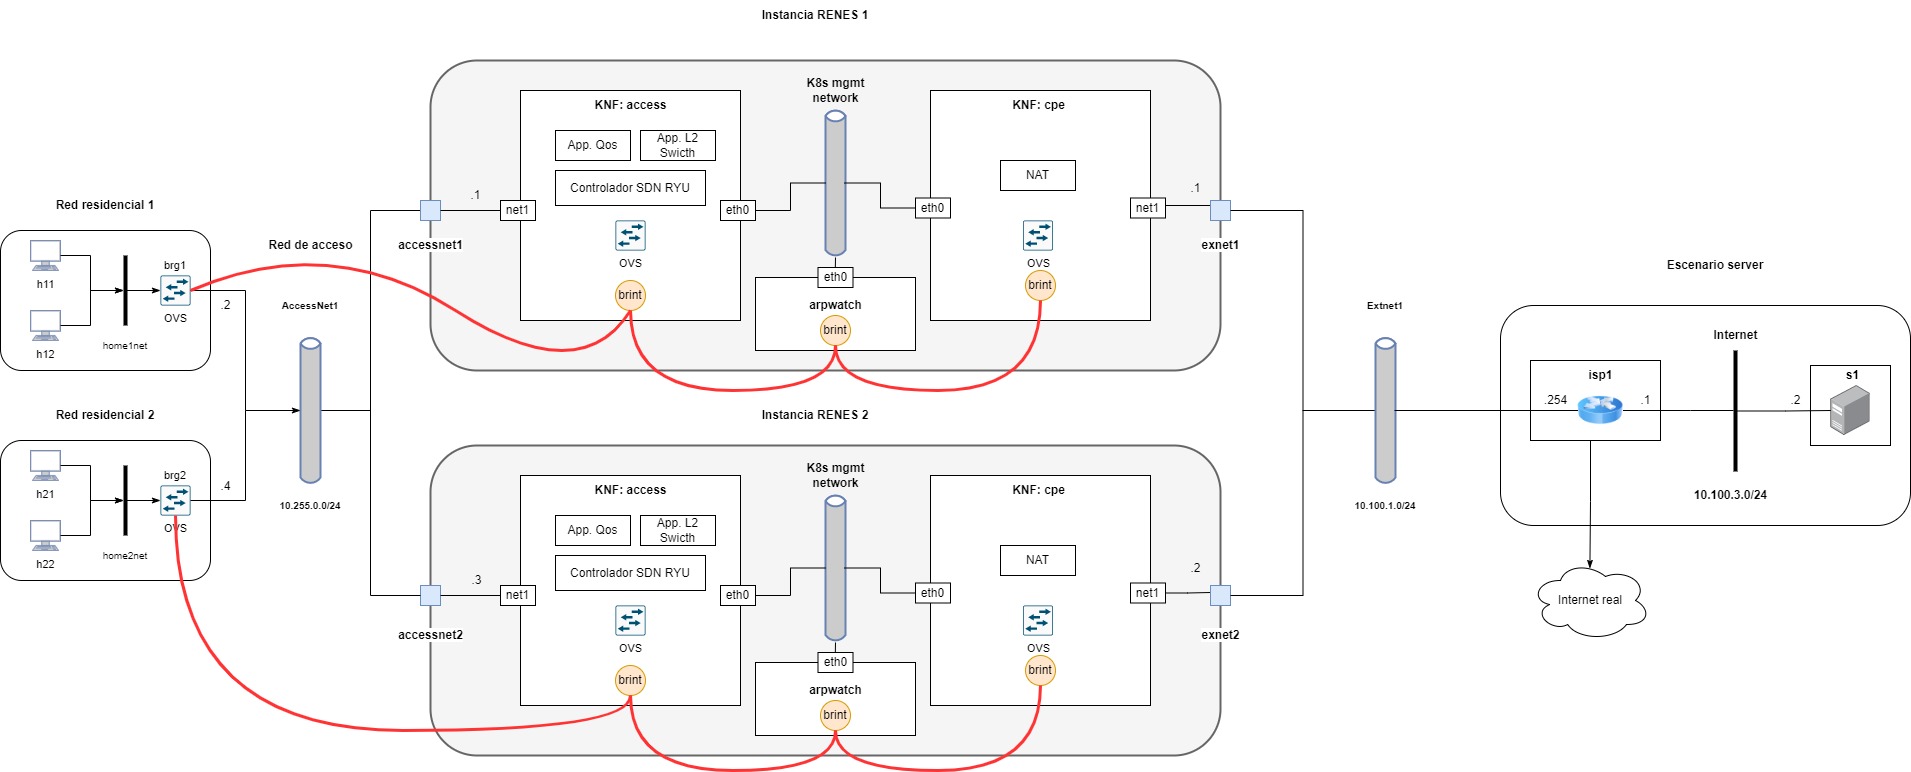 Instancia RENES 1
K8s mgmt
network
KNF: access
App. Qos
App. L2
Swicth
Controlador SDN RYU
.1
net1
eth0
OVS
brint
accessnet1
eth0
arpwatch
brint
KNF: cpe
NAT
eth0
net1
.1
OVS
brint
exnet1
Red residencial 1
h11
h12
home1net
brg1
OVS
.2
Red de acceso
AccessNet1
10.255.0.0/24
Red residencial 2
h21
h22
home2net
brg2
OVS
.4
Instancia RENES 2
K8s mgmt
network
KNF: access
App. Qos
App. L2
Swicth
Controlador SDN RYU
.3
net1
eth0
OVS
brint
accessnet2
eth0
arpwatch
brint
KNF: cpe
NAT
eth0
net1
.2
OVS
brint
exnet2
Extnet1
10.100.1.0/24
Escenario server
Internet
isp1
.254
.1
.2
s1
10.100.3.0/24
Internet real